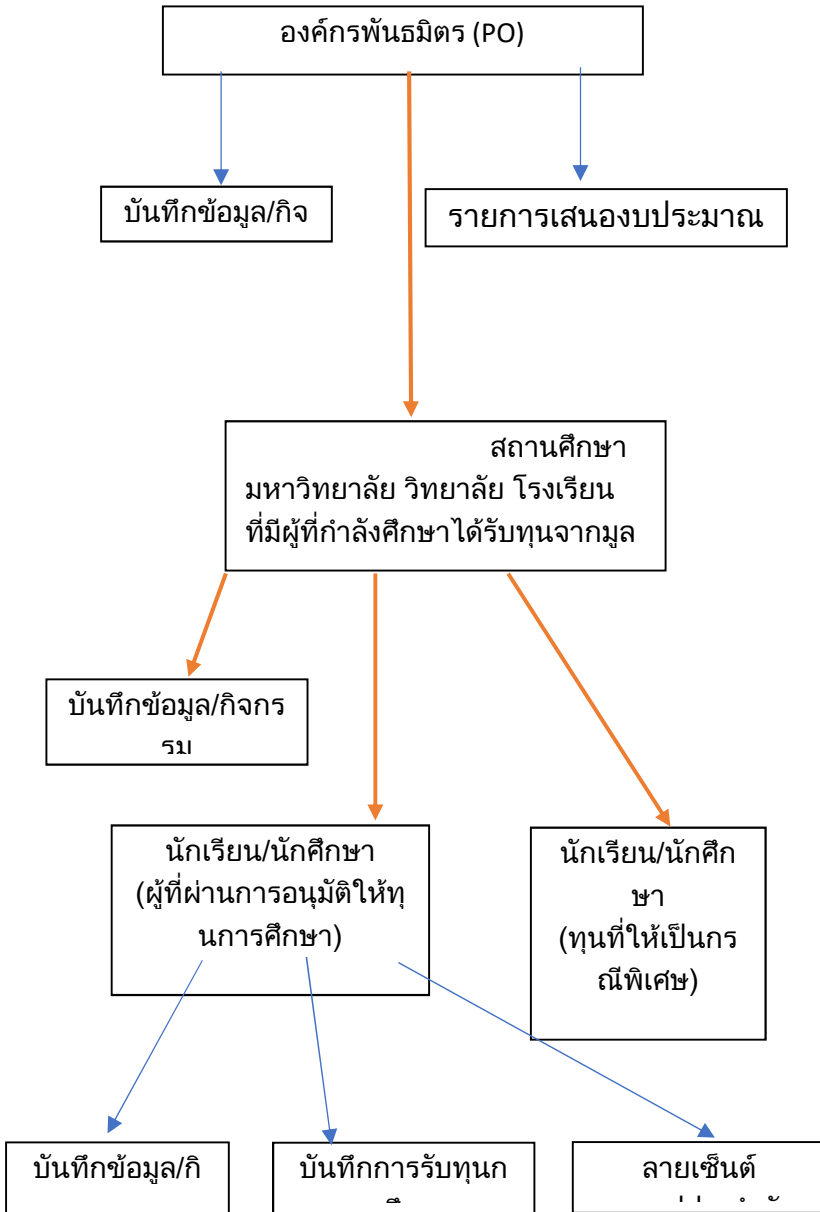 องค์กรพันธมิตร (PO)
บันทึกข้อมูล/กิจ
รายการเสนองบประมาณ
สถานศึกษา
มหาวิทยาลัย วิทยาลัย โรงเรียน
ที่มีผู้ที่กำลังศึกษาได้รับทุนจากมูล
บันทึกข้อมูล/กิจกร
รม
นักเรียน/นักศึกษา
(ผู้ที่ผ่านการอนุมัติให้ทุ
นการศึกษา)
นักเรียน/นักศึก
ษา
(ทุนที่ให้เป็นกร
ณีพิเศษ)
บันทึกข้อมูล/กิ
บันทึกการรับทุนก
ลายเซ็นต์